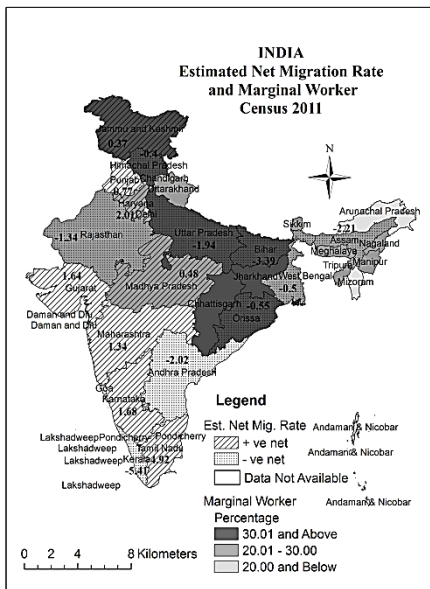 INDIA
Estimated Net Migration Rate
and Marginal Worker
Census 2011
N
Jammu and Kashmir
0.37
-0.4
Himachal Pradesh
Chandigarh
Punjab
0.77
Uttarakhand
Haryana
2.01
Delhi
Arunachal Pradesh
-2.21
Sikkim
Assam
Nagaland
Meghalaya
Manipur
Tripura
Mizoram
-1.34
Rajasthan
Uttar Pradesh
-1.94
Bihar
-3.39
1.64
Gujarat
0.48
Madhya Pradesh
Jharkhand
West Bengal
-0.5
Chhattisgarh
-0.55
Orissa
Daman and Diu
Daman and Diu
Maharashtra
1.34
-2.02
Andhra Pradesh
Goa
Karnataka
1.68
Lakshadweep
Pondicherry
Pondicherry
Lakshadweep
Tamil Nadu
Lakshadweep
Kerala
1.92
-5.41
Lakshadweep
Andaman & Nicobar
Andaman & Nicobar
Andaman & Nicobar
Legend
Est. Net Mig. Rate
+ ve net
- ve net
Data Not Available
Marginal Worker
Percentage
30.01 and Above
20.01 - 30.00
20.00 and Below
0 2 4 8 Kilometers